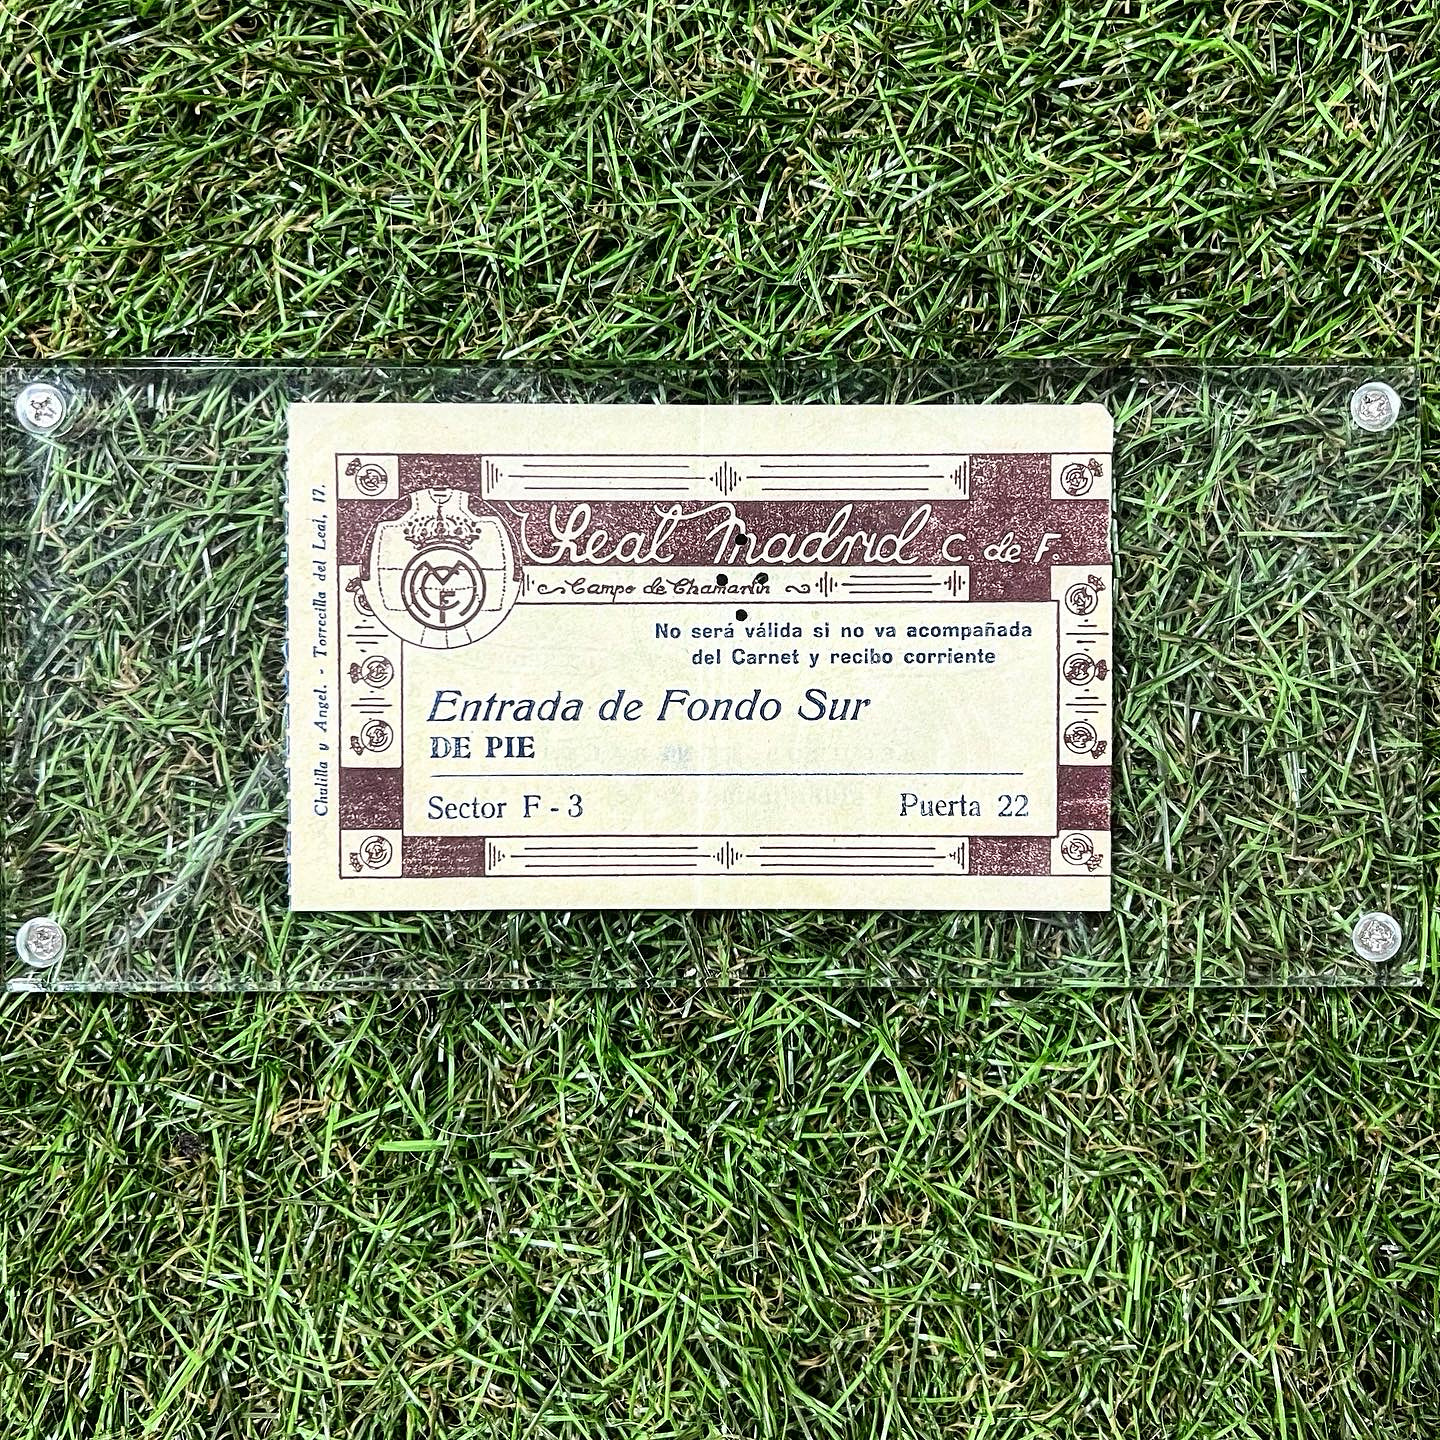 Real Madrid C. de F.
Campo de Chamartín
No será válida si no va acompañada
del Carnet y recibo corriente
Entrada de Fondo Sur
DE PIE
Sector F - 3
Puerta 22
Chulilla y Angel. - Torrecilla del Leal, 17.